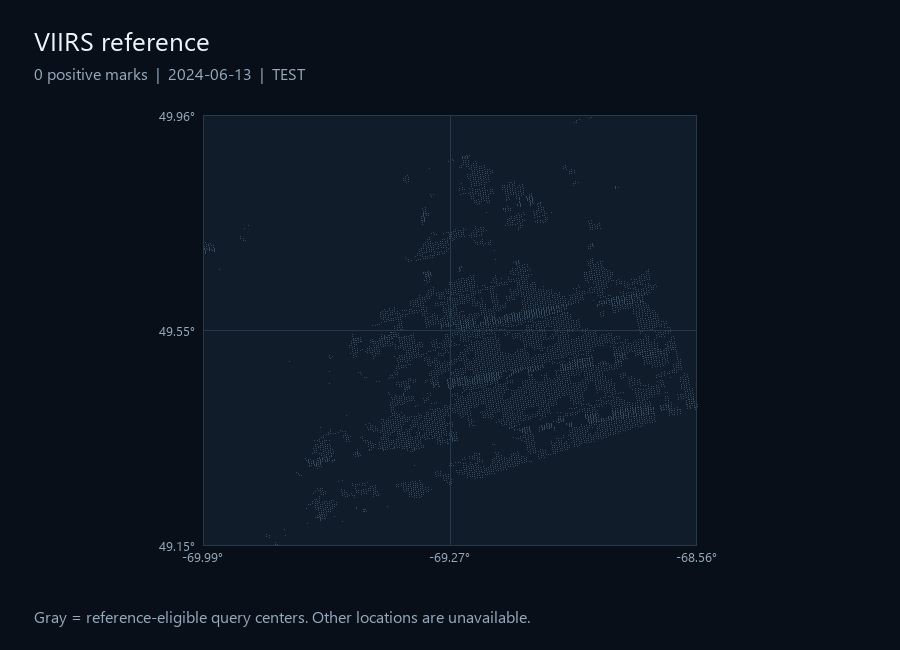 VIIRS reference
0 positive marks | 2024-06-13 | TEST
49.96°
49.55°
49.15°
-69.99° -69.27° -68.56°
Gray = reference-eligible query centers. Other locations are unavailable.